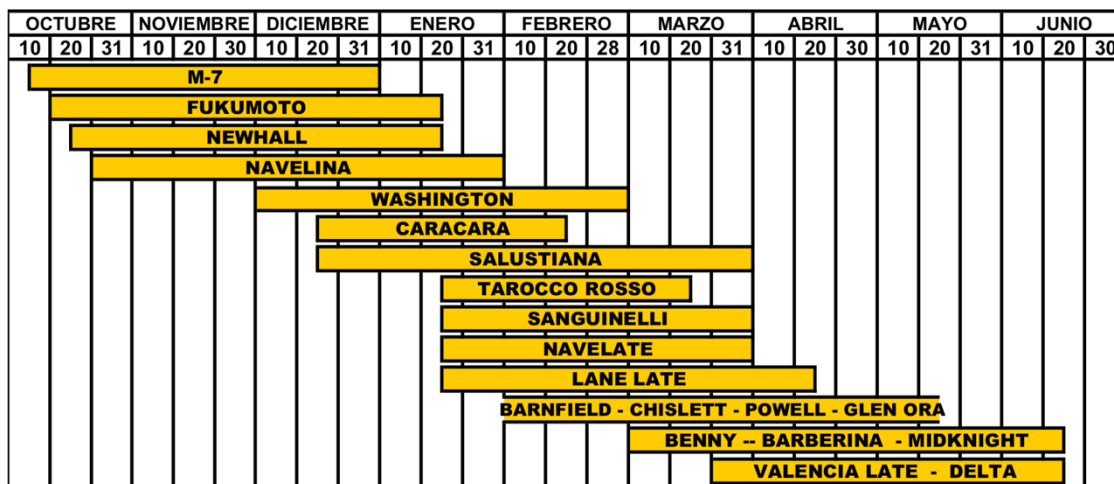 OCTUBRE NOVIEMBRE DICIEMBRE ENERO FEBRERO MARZO ABRIL MAYO JUNIO
10 20 31 10 20 30 10 20 31 10 20 31 10 20 28 10 20 31 10 20 30 10 20 31 10 20 30
M-7
FUKUMOTO
NEWHALL
NAVELINA
WASHINGTON
CARACARA
SALUSTIANA
TAROCCO ROSSO
SANGUINELLI
NAVELATE
LANE LATE
BARNFIELD - CHISLETT - POWELL - GLEN ORA
BENNY -- BARBERINA - MIDKNIGHT
VALENCIA LATE - DELTA